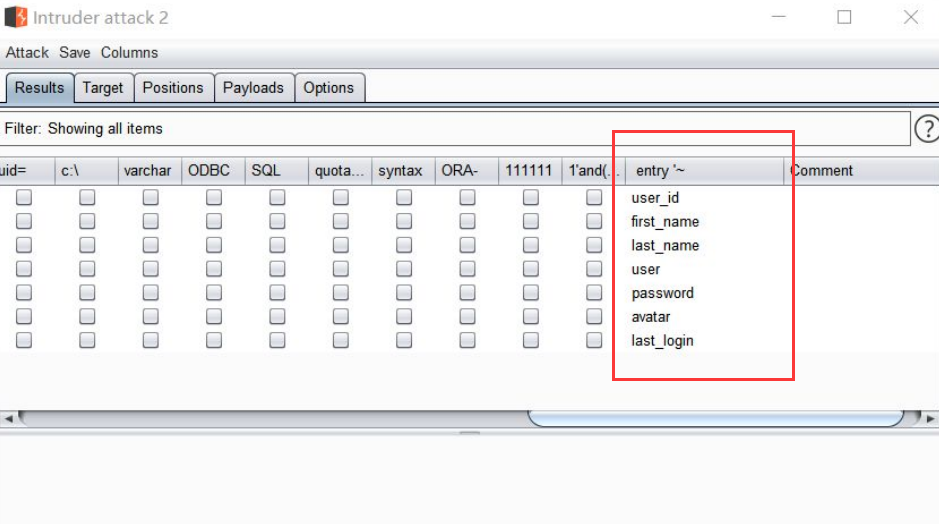 Intruder attack 2
Attack Save Columns
Results Target Positions Payloads Options
Filter: Showing all items
?
uid= c:\ varchar ODBC SQL quota... syntax ORA- 111111 1'and(... entry '~ Comment
user_id
first_name
last_name
user
password
avatar
last_login